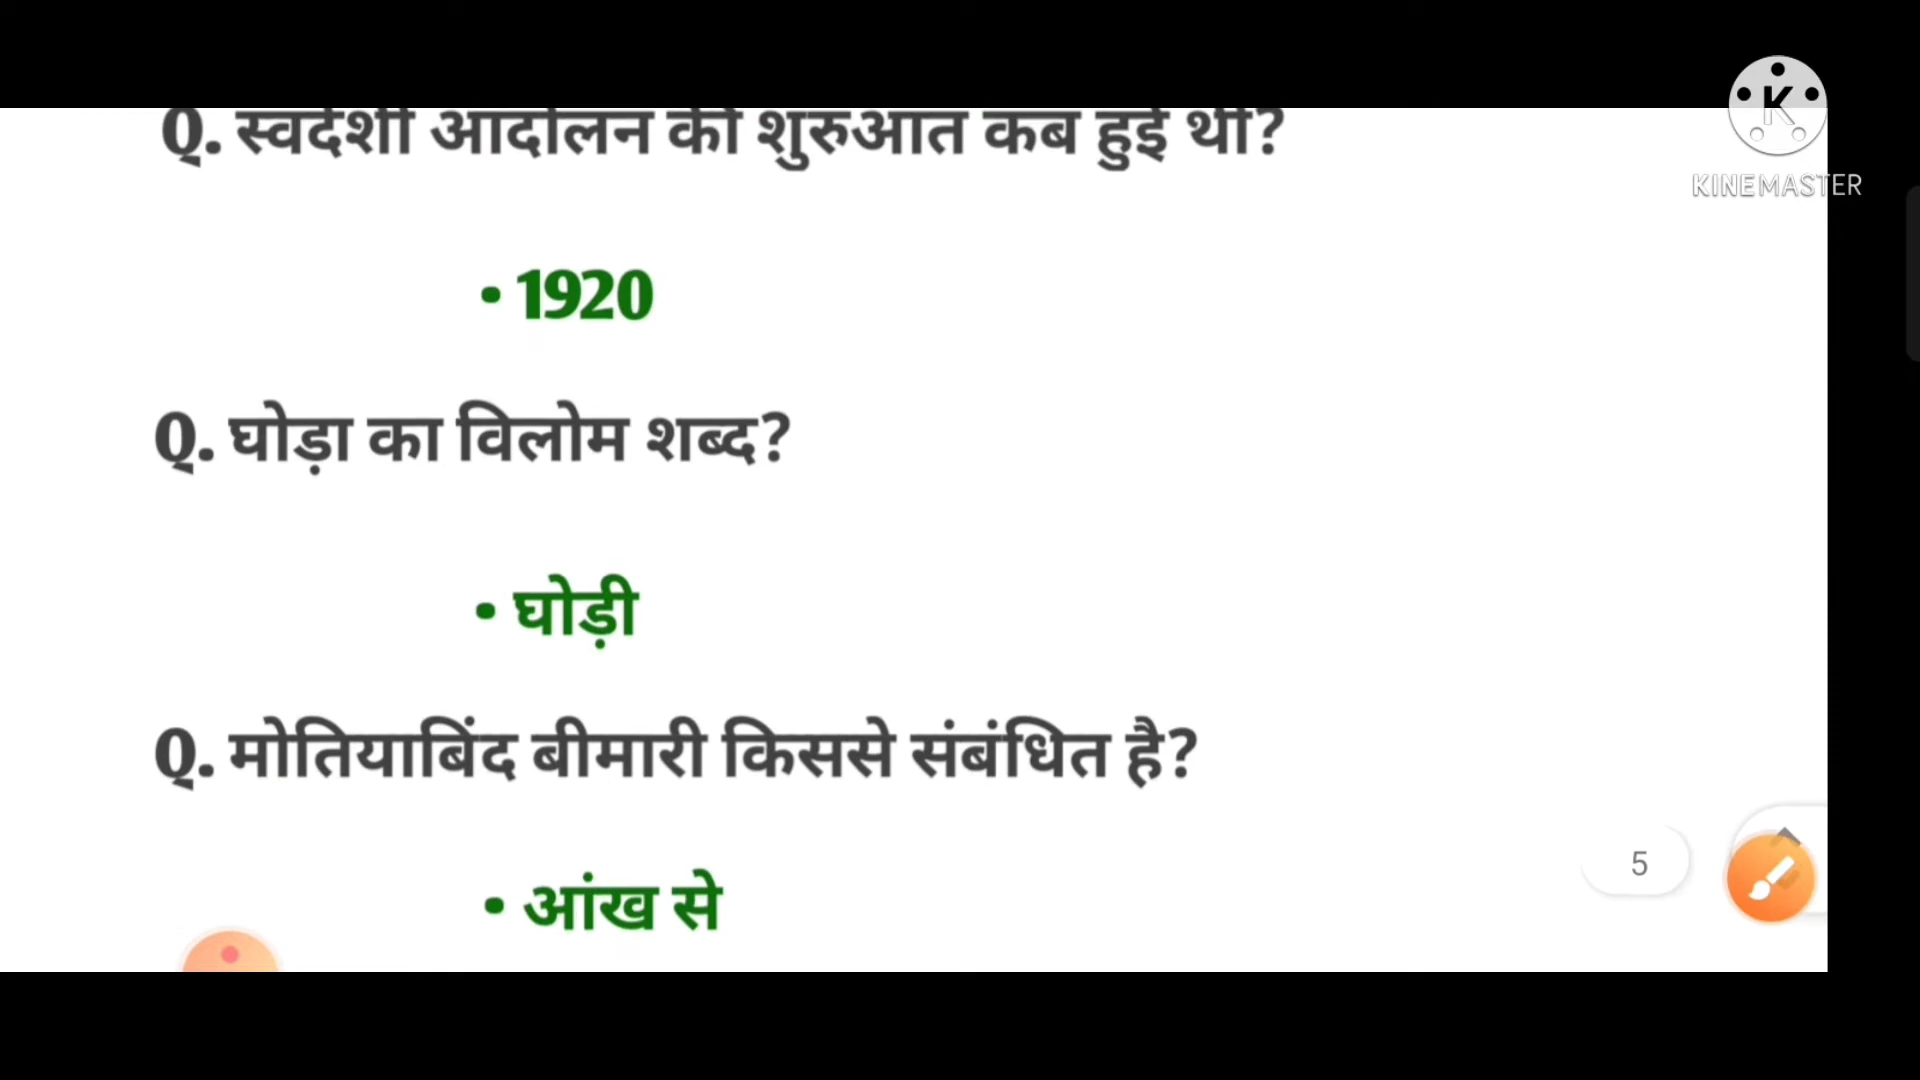 Q. स्वदेशी आंदोलन की शुरुआत कब हुई थी?
KINEMASTER
• 1920
Q. घोड़ा का विलोम शब्द?
• घोड़ी
Q. मोतियाबिंद बीमारी किससे संबंधित है?
5
• आंख से